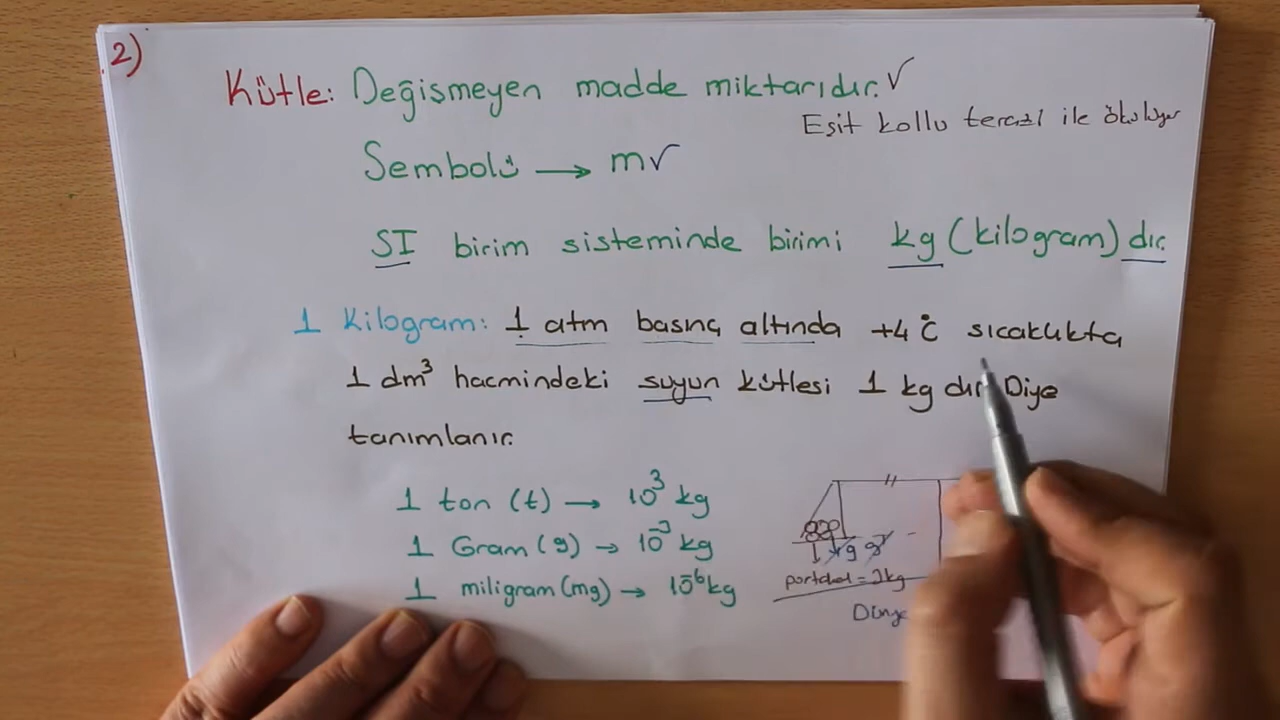 2)
Kütle: Değişmeyen madde miktarıdır. ✓
Eşit kollu terazi ile ölçülüyor
Sembolü → m ✓
SI birim sisteminde birimi kg (kilogram) dır.
1 Kilogram: 1 atm basınç altında +4 °C sıcaklıkta
1 dm³ hacmindeki suyun kütlesi 1 kg dır. Diye
tanımlanır.
1 ton (t) → 10³ kg
1 Gram (g) → 10⁻³ kg
1 miligram (mg) → 10⁻⁶ kg
portakal = 2kg